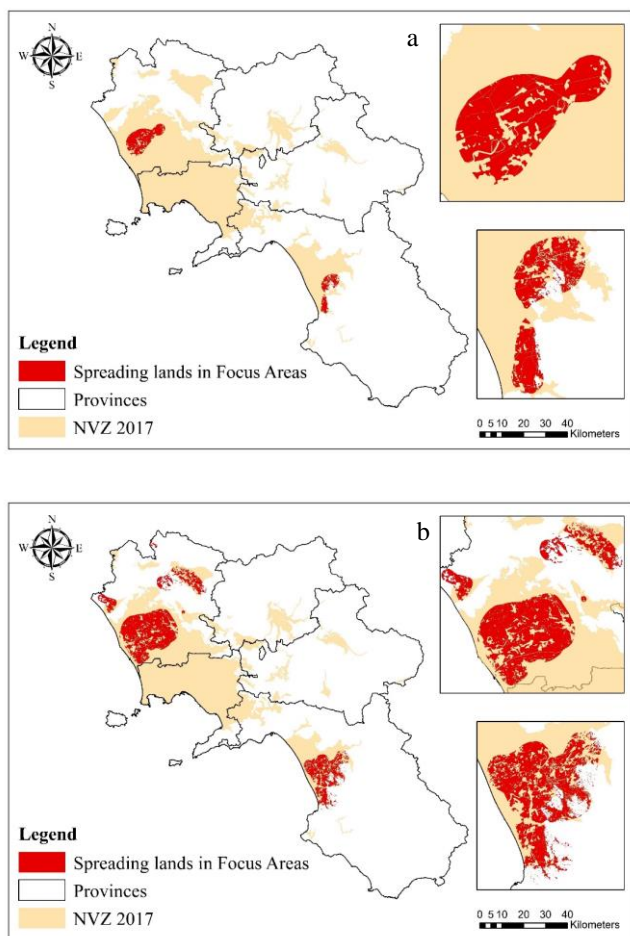 a
N
W E
S
Legend
Spreading lands in Focus Areas
Provinces
NVZ 2017
0 5 10 20 30 40
Kilometers
b
N
W E
S
Legend
Spreading lands in Focus Areas
Provinces
NVZ 2017
0 5 10 20 30 40
Kilometers